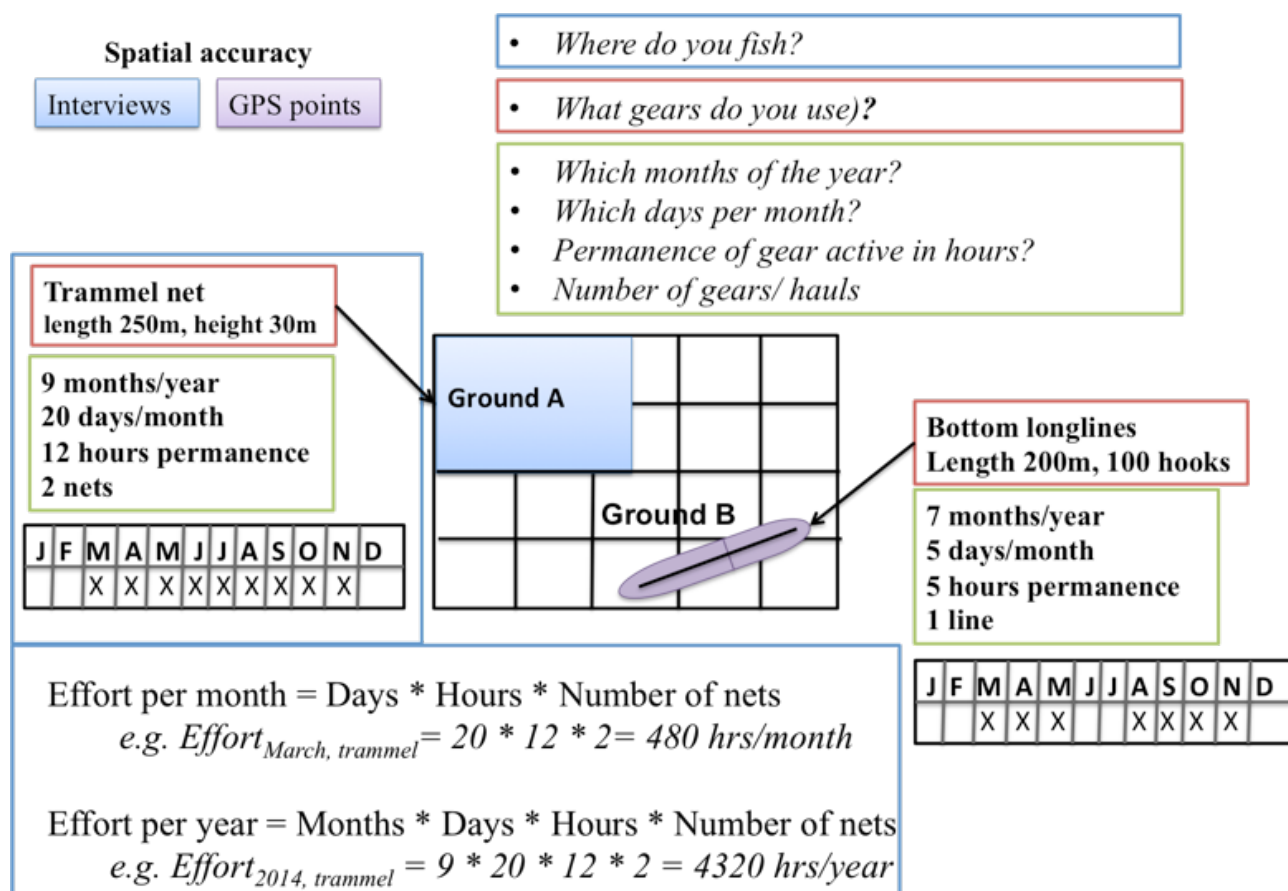 Spatial accuracy
Interviews
GPS points
• Where do you fish?
• What gears do you use)?
• Which months of the year?
• Which days per month?
• Permanence of gear active in hours?
• Number of gears/ hauls
Trammel net
length 250m, height 30m
9 months/year
20 days/month
12 hours permanence
2 nets
J F M A M J J A S O N D
X X X X X X X X X
Ground A
Ground B
Bottom longlines
Length 200m, 100 hooks
7 months/year
5 days/month
5 hours permanence
1 line
J F M A M J J A S O N D
X X X X X X X
Effort per month = Days * Hours * Number of nets
e.g. Effort March, trammel = 20 * 12 * 2= 480 hrs/month
Effort per year = Months * Days * Hours * Number of nets
e.g. Effort 2014, trammel = 9 * 20 * 12 * 2 = 4320 hrs/year